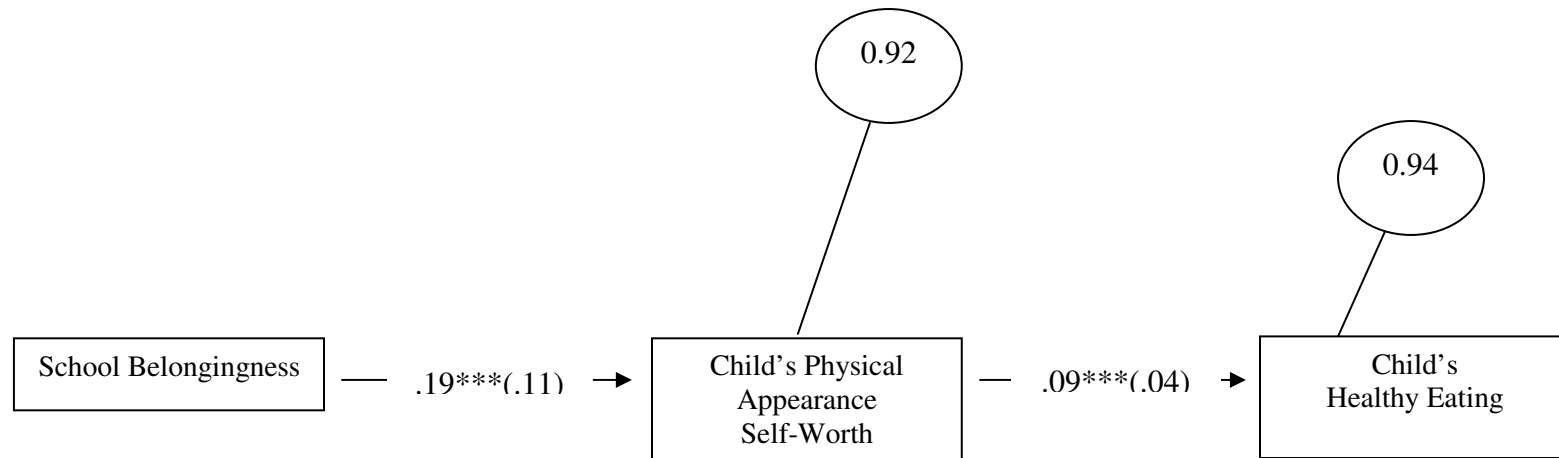 0.92
0.94
School Belongingness
.19***(.11)
Child’s Physical
Appearance
Self-Worth
.09***(.04)
Child’s
Healthy Eating